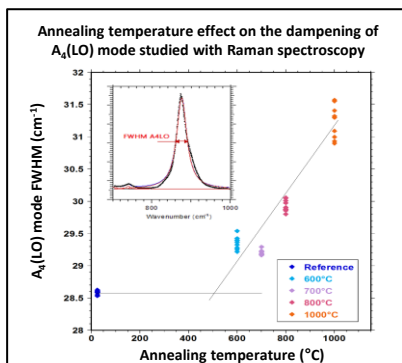 Annealing temperature effect on the dampening of
A₄(LO) mode studied with Raman spectroscopy
A₄(LO) mode FWHM (cm⁻¹)
32
31.5
31
30.5
30
29.5
29
28.5
28
FWHM A4LO
800
1000
Wavenumber (cm⁻¹)
Reference
600°C
700°C
800°C
1000°C
0
200
400
600
800
1000
Annealing temperature (°C)